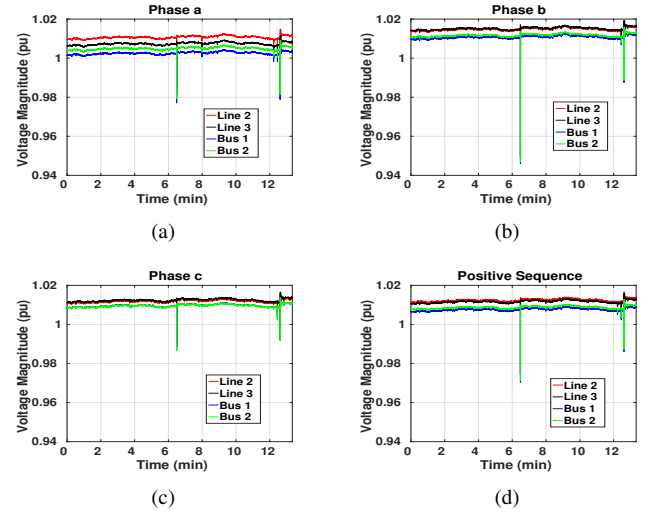 Phase a
Voltage Magnitude (pu)
1.02
1
0.98
0.96
0.94
Line 2
Line 3
Bus 1
Bus 2
0 2 4 6 8 10 12
Time (min)
(a)
Phase b
Voltage Magnitude (pu)
1.02
1
0.98
0.96
0.94
Line 2
Line 3
Bus 1
Bus 2
0 2 4 6 8 10 12
Time (min)
(b)
Phase c
Voltage Magnitude (pu)
1.02
1
0.98
0.96
0.94
Line 2
Line 3
Bus 1
Bus 2
0 2 4 6 8 10 12
Time (min)
(c)
Positive Sequence
Voltage Magnitude (pu)
1.02
1
0.98
0.96
0.94
Line 2
Line 3
Bus 1
Bus 2
0 2 4 6 8 10 12
Time (min)
(d)